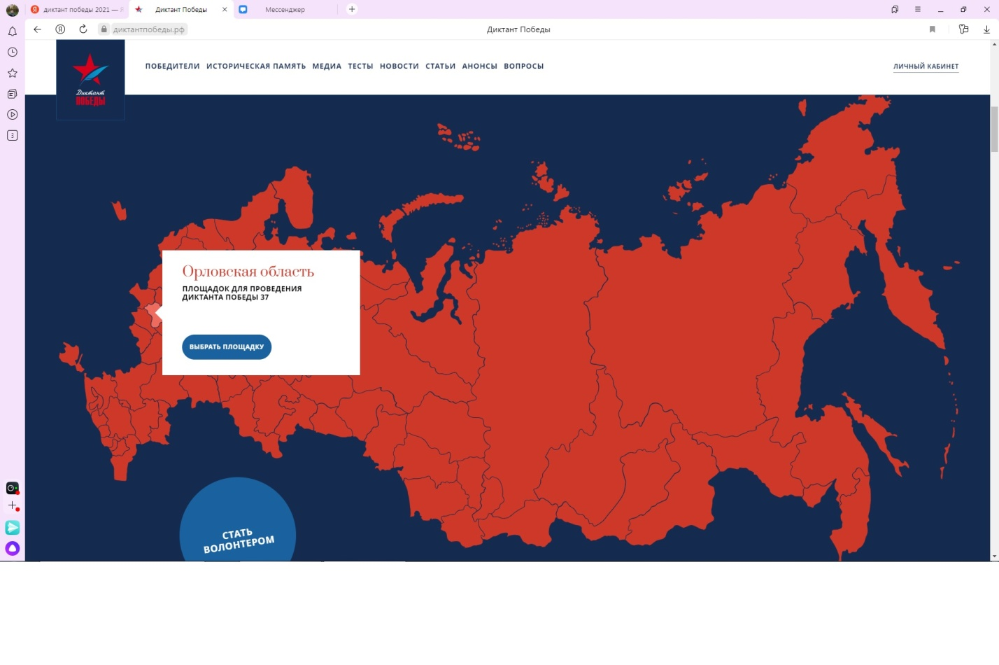 диктант победы 2021 — Я
Диктант Победы
Мессенджер
диктантпобеды.рф
Диктант Победы
Диктант
ПОБЕДЫ
ПОБЕДИТЕЛИ ИСТОРИЧЕСКАЯ ПАМЯТЬ МЕДИА ТЕСТЫ НОВОСТИ СТАТЬИ АНОНСЫ ВОПРОСЫ
ЛИЧНЫЙ КАБИНЕТ
3
Орловская область
ПЛОЩАДОК ДЛЯ ПРОВЕДЕНИЯ
ДИКТАНТА ПОБЕДЫ 37
ВЫБРАТЬ ПЛОЩАДКУ
СТАТЬ
ВОЛОНТЕРОМ